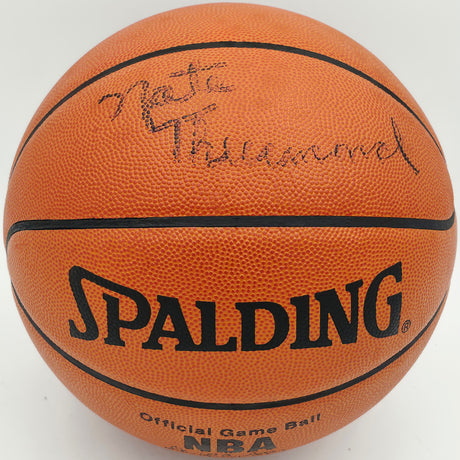 Nate
Thurmond
SPALDING®
Official Game Ball
NBA